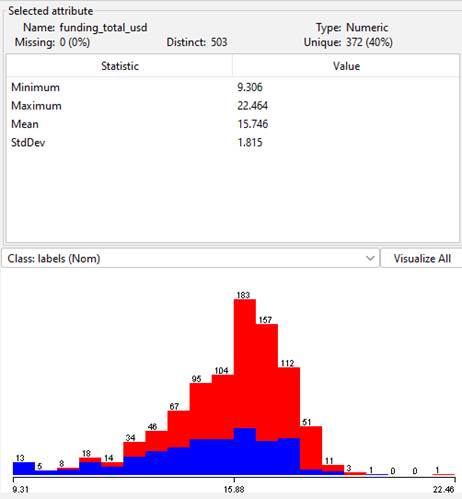 Selected attribute
Name: funding_total_usd Type: Numeric
Missing: 0 (0%) Distinct: 503 Unique: 372 (40%)
Statistic Value
Minimum 9.306
Maximum 22.464
Mean 15.746
StdDev 1.815
Class: labels (Nom) Visualize All
183
157
112
104
95
67
51
46
34
18
14
13
11
8
5
3
1
0
0
1
9.31 15.88 22.46